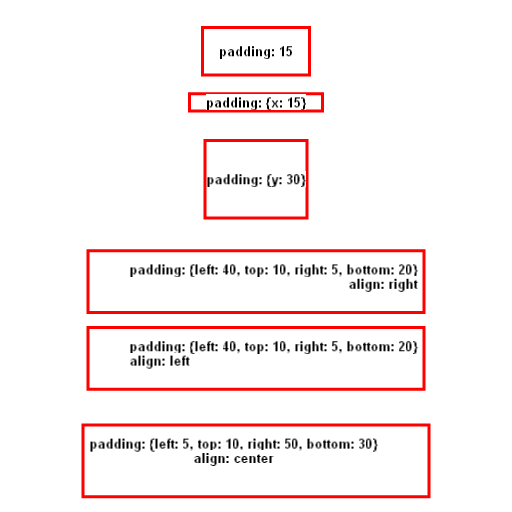 padding: 15
padding: {x: 15}
padding: {y: 30}
padding: {left: 40, top: 10, right: 5, bottom: 20}
align: right
padding: {left: 40, top: 10, right: 5, bottom: 20}
align: left
padding: {left: 5, top: 10, right: 50, bottom: 30}
align: center